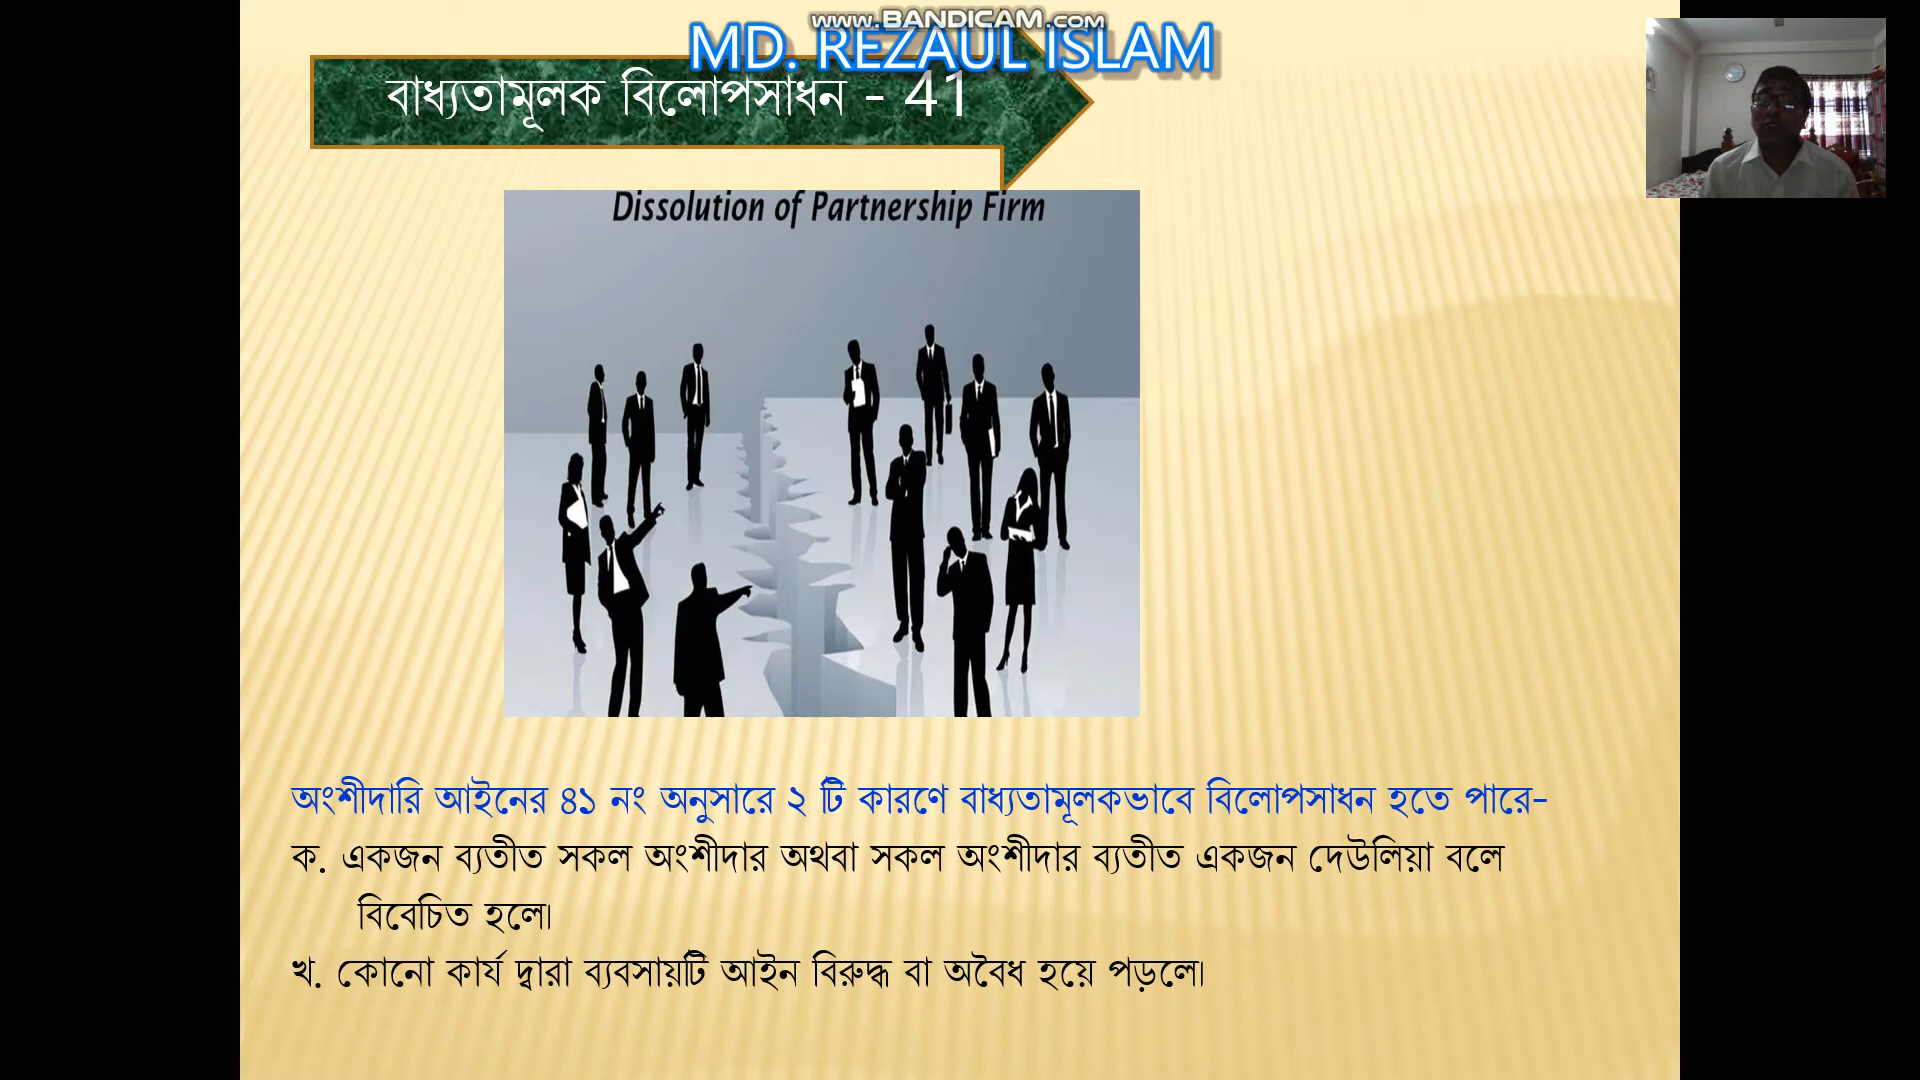 www.BANDICAM.com
MD. REZAUL ISLAM
বাধ্যতামূলক বিলোপসাধন - 41
Dissolution of Partnership Firm
অংশীদারি আইনের ৪১ নং অনুসারে ২ টি কারণে বাধ্যতামূলকভাবে বিলোপসাধন হতে পারে-
ক. একজন ব্যতীত সকল অংশীদার অথবা সকল অংশীদার ব্যতীত একজন দেউলিয়া বলে
বিবেচিত হলে।
খ. কোনো কার্য দ্বারা ব্যবসায়টি আইন বিরুদ্ধ বা অবৈধ হয়ে পড়লে।